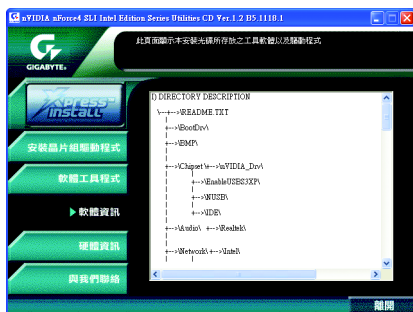 nVIDIA nForce4 SLI Intel Edition Series Utilities CD Ver.1.2 B5.1118.1
GIGABYTE
此頁面顯示本安裝光碟所存放之工具軟體以及驅動程式
Xpress™
Install
安裝晶片組驅動程式
軟體工具程式
軟體資訊
硬體資訊
與我們聯絡
I) DIRECTORY DESCRIPTION
\--+-->\README.TXT
+-->\BootDrv\
+-->\BMP\
+-->\Chipset\+-->\nVIDIA_Drv\
+-->\EnableUSBS3XP\
+-->\NUSB\
+-->\IDE\
+-->\Audio\ +-->\Realtek\
+-->\Network\ +-->\Intel\
離開